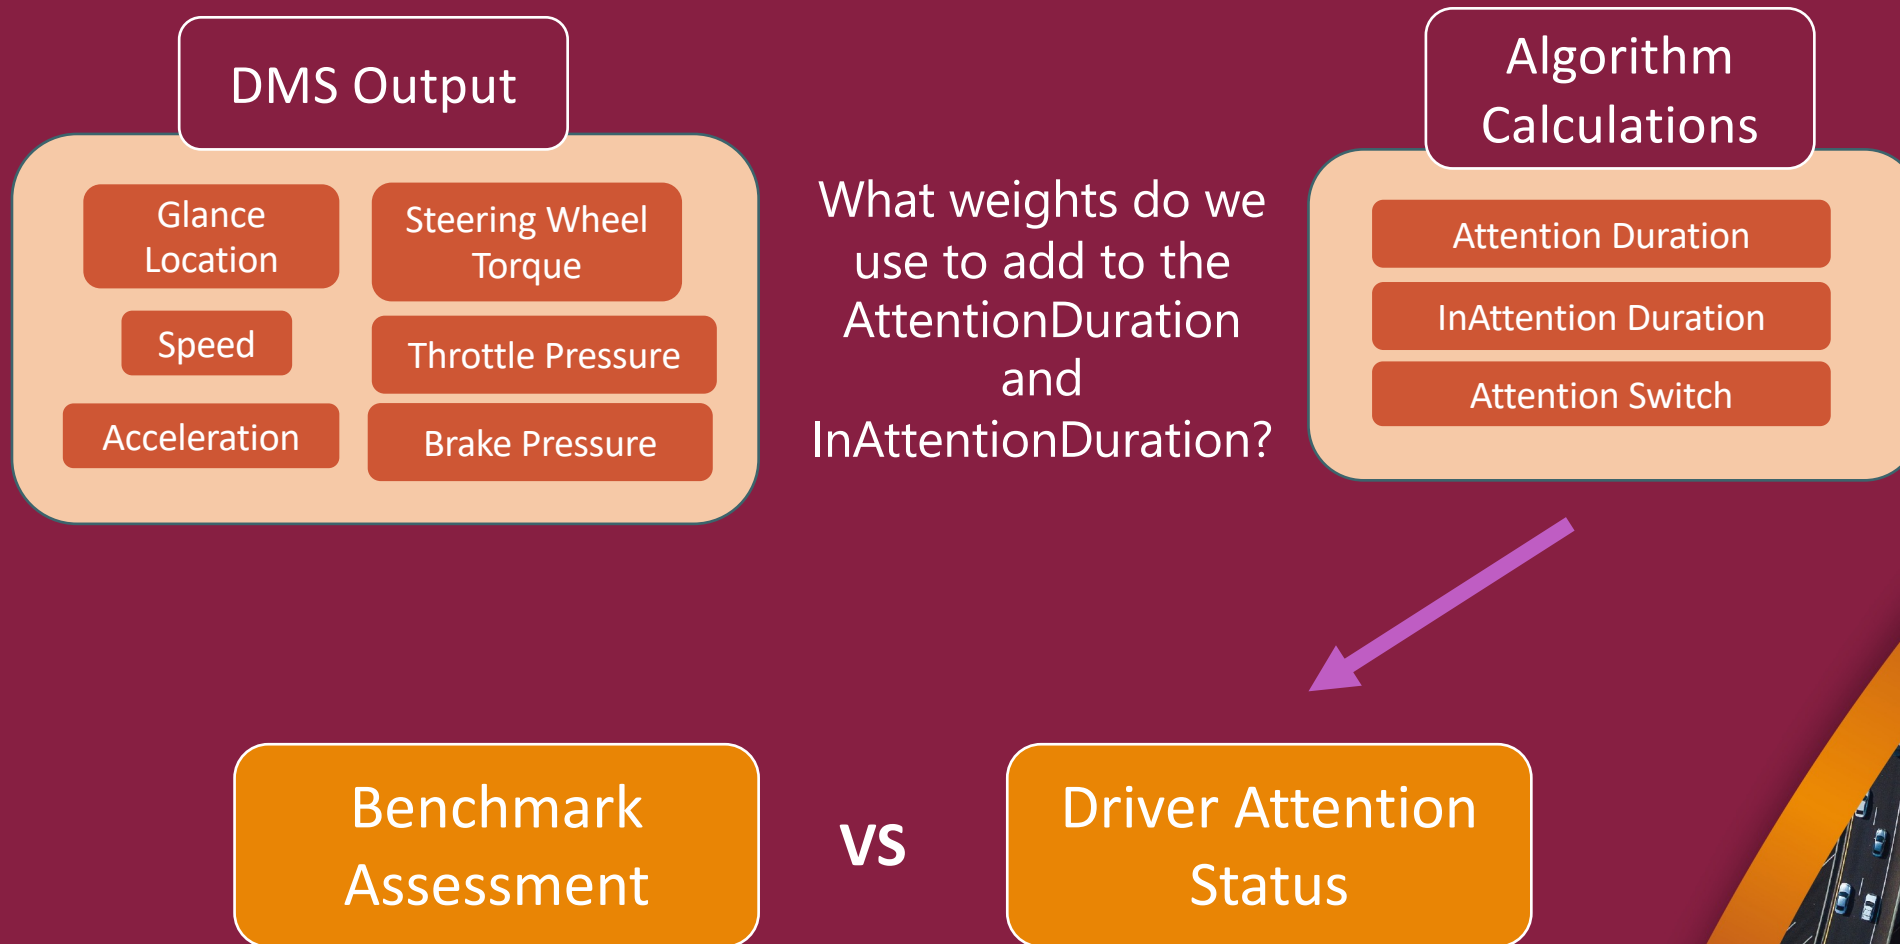 DMS Output
Glance
Location
Steering Wheel
Torque
Speed
Throttle Pressure
Acceleration
Brake Pressure
What weights do we
use to add to the
AttentionDuration
and
InAttentionDuration?
Algorithm
Calculations
Attention Duration
InAttention Duration
Attention Switch
Benchmark
Assessment
VS
Driver Attention
Status